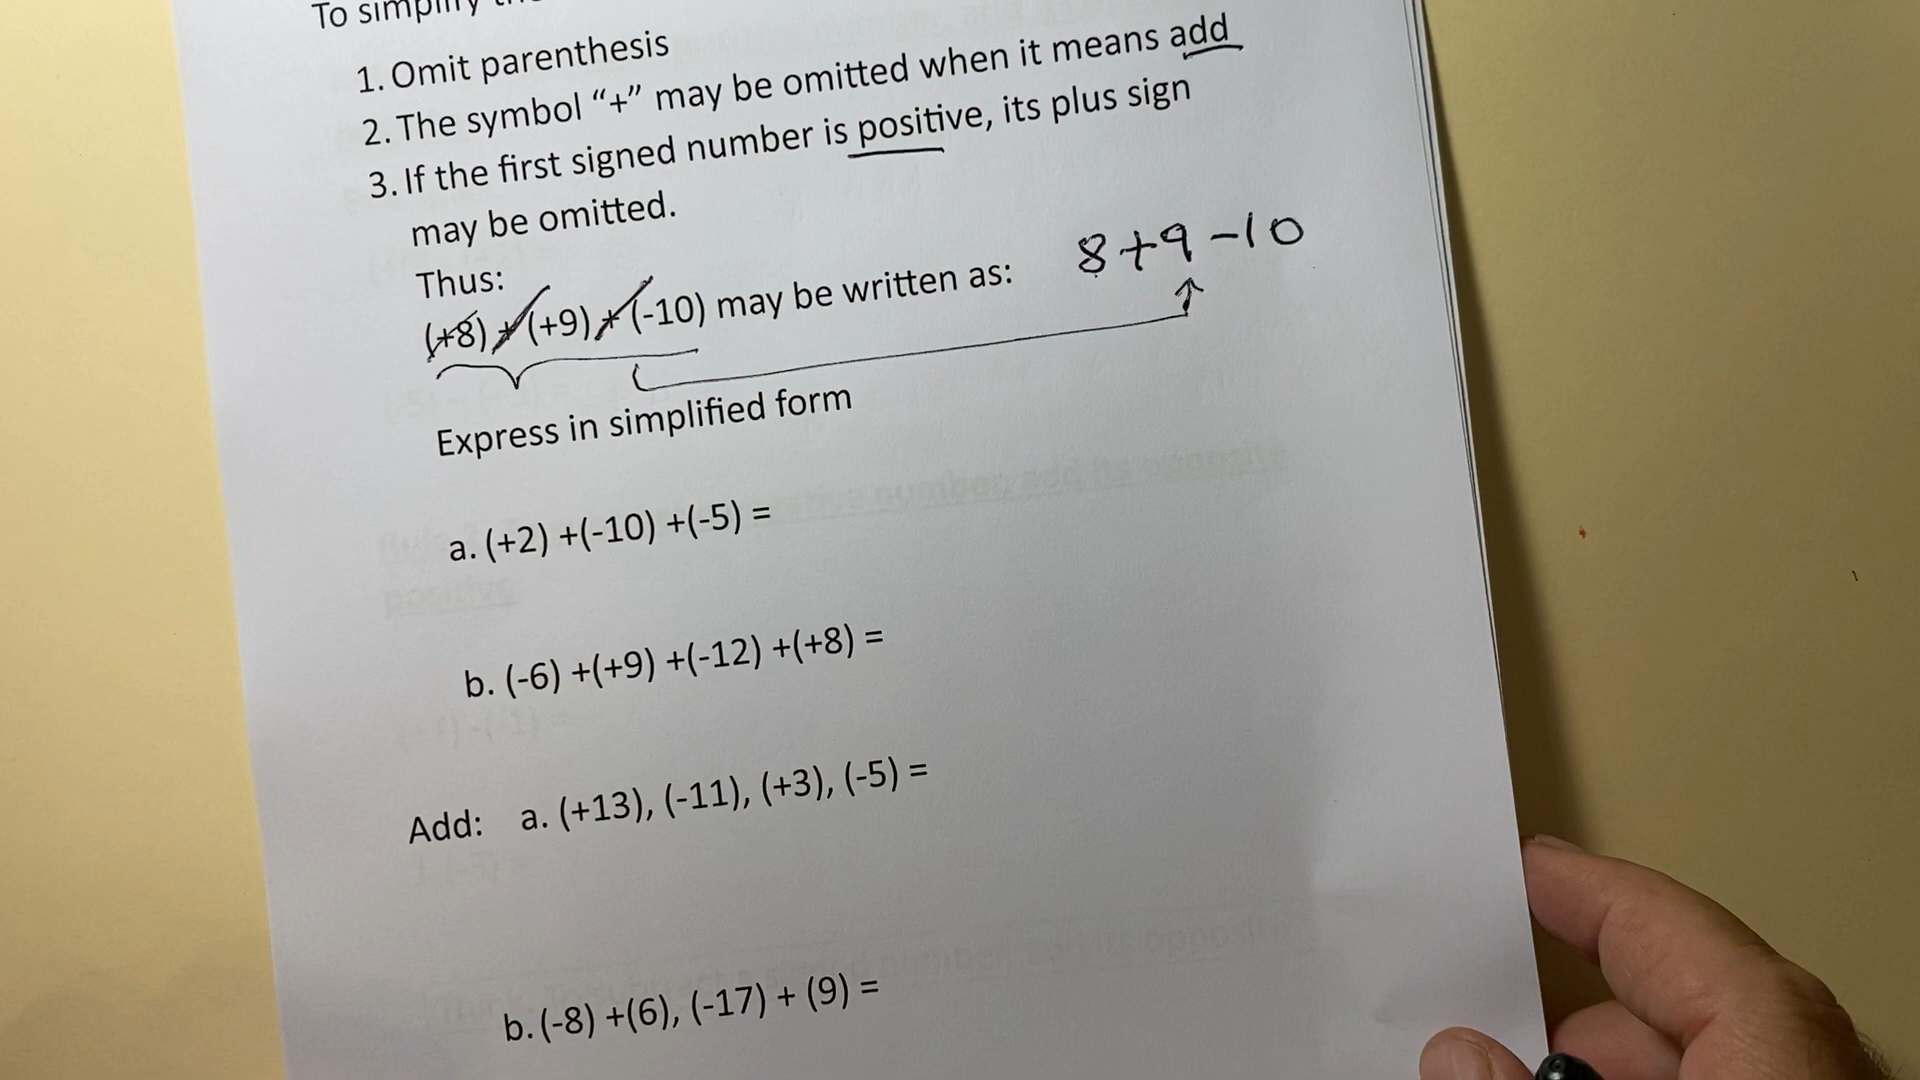 To simplify
1. Omit parenthesis
2. The symbol “+” may be omitted when it means add
3. If the first signed number is positive, its plus sign
may be omitted.
Thus:
(+8) + (+9) + (-10) may be written as: 8+9-10
Express in simplified form
a. (+2) +(-10) +(-5) =
b. (-6) +(+9) +(-12) +(+8) =
Add: a. (+13), (-11), (+3), (-5) =
b. (-8) +(6), (-17) + (9) =